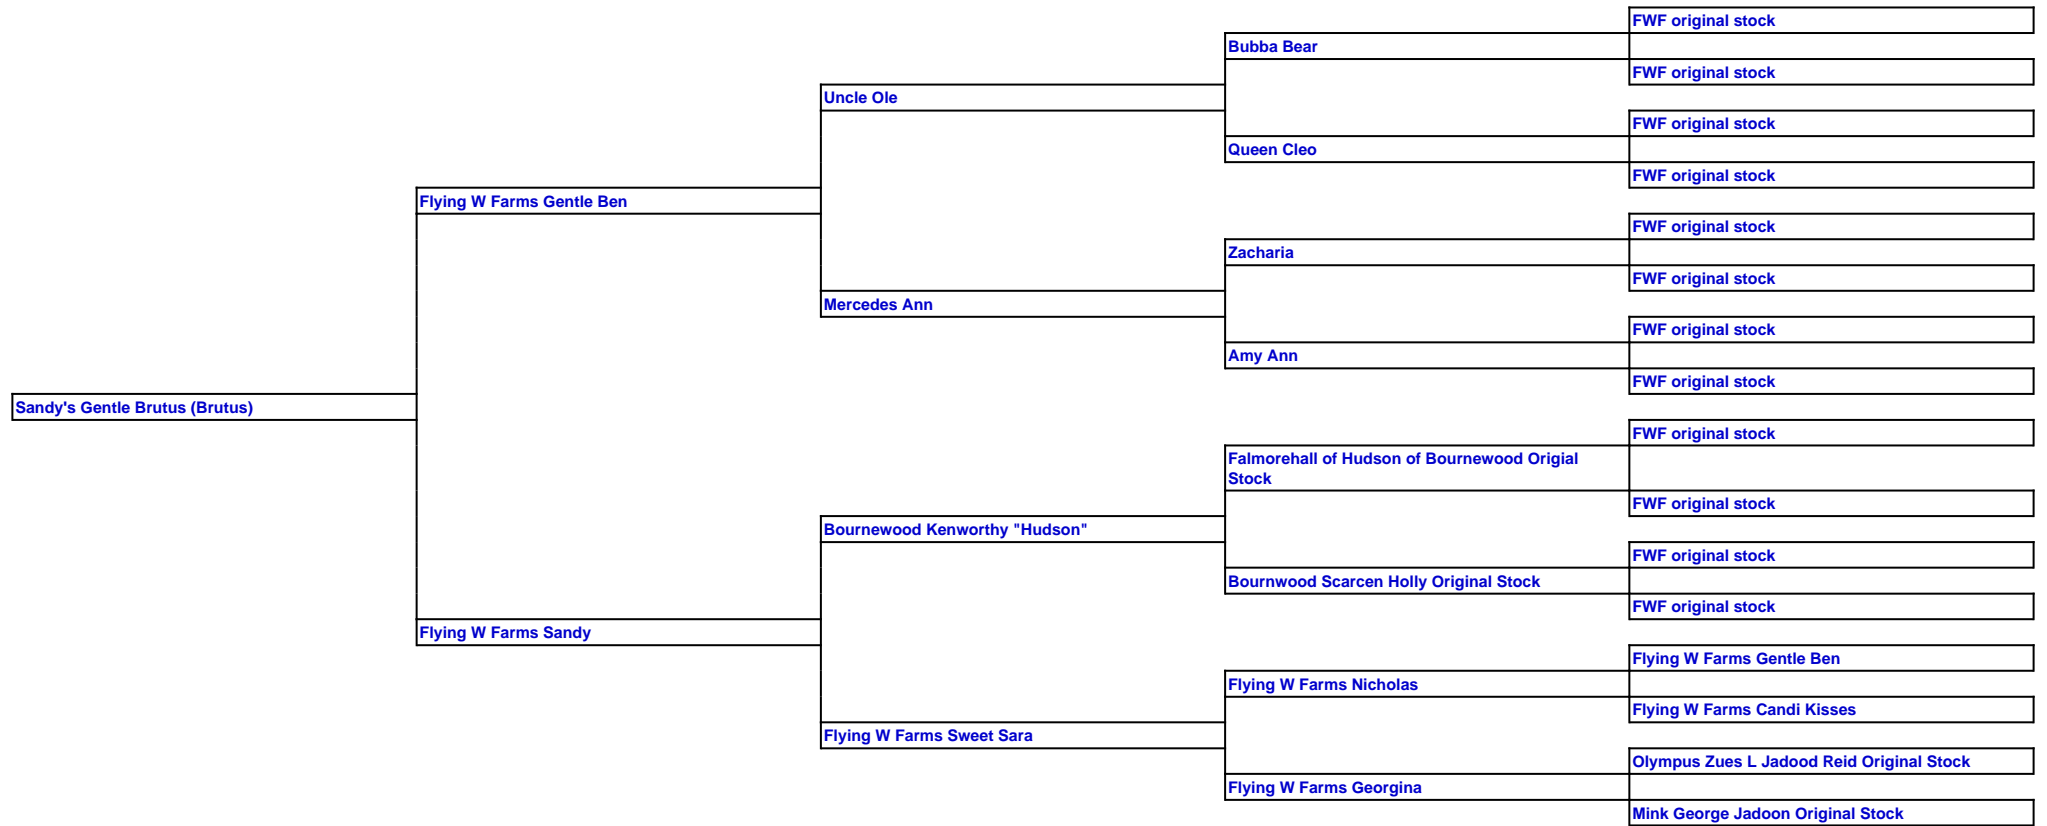 FWF original stock
Bubba Bear
FWF original stock
Uncle Ole
FWF original stock
Queen Cleo
FWF original stock
Flying W Farms Gentle Ben
FWF original stock
Zacharia
FWF original stock
Mercedes Ann
FWF original stock
Amy Ann
FWF original stock
Sandy's Gentle Brutus (Brutus)
FWF original stock
Falmorehall of Hudson of Bournewood Origial
Stock
FWF original stock
Bournewood Kenworthy "Hudson"
FWF original stock
Bournwood Scarcen Holly Original Stock
FWF original stock
Flying W Farms Sandy
Flying W Farms Gentle Ben
Flying W Farms Nicholas
Flying W Farms Candi Kisses
Flying W Farms Sweet Sara
Olympus Zues L Jadood Reid Original Stock
Flying W Farms Georgina
Mink George Jadoon Original Stock